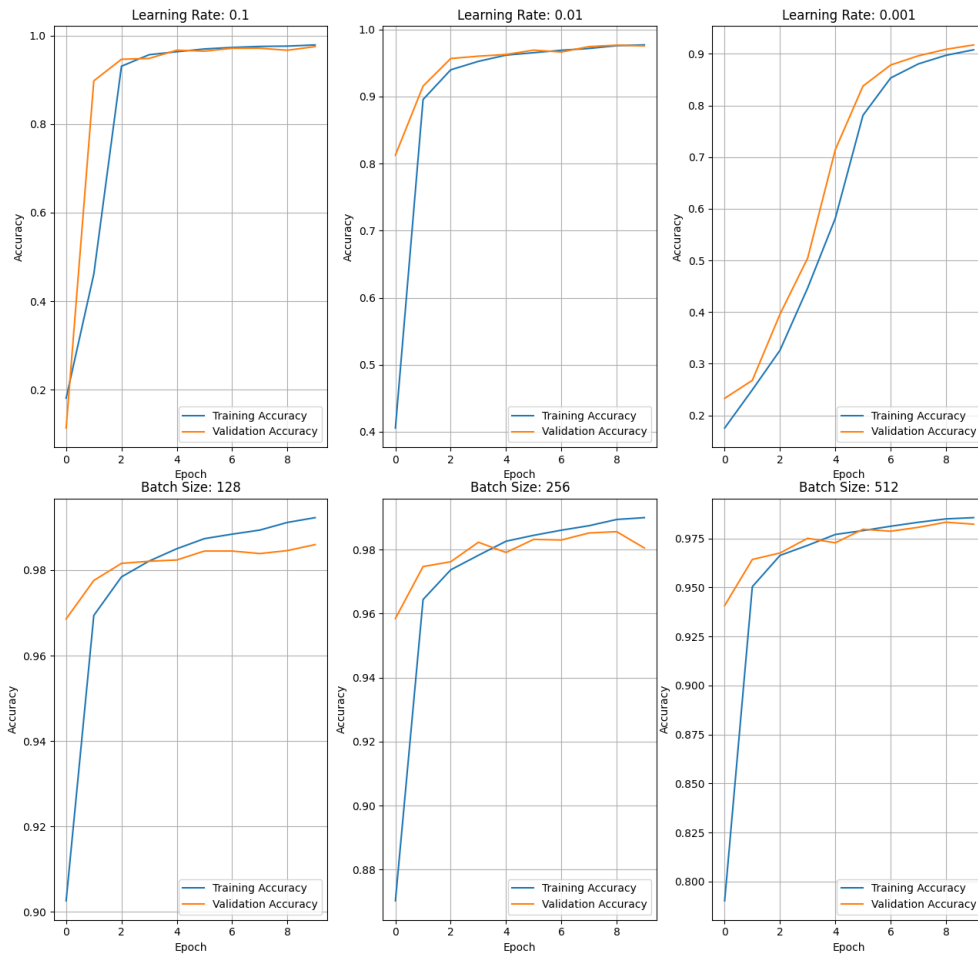 Learning Rate: 0.1
1.0
0.8
0.6
0.4
0.2
Accuracy
Training Accuracy
Validation Accuracy
0 2 4 6 8
Epoch
Learning Rate: 0.01
1.0
0.9
0.8
0.7
0.6
0.5
0.4
Accuracy
Training Accuracy
Validation Accuracy
0 2 4 6 8
Epoch
Learning Rate: 0.001
0.9
0.8
0.7
0.6
0.5
0.4
0.3
0.2
Accuracy
Training Accuracy
Validation Accuracy
0 2 4 6 8
Epoch
Batch Size: 128
0.98
0.96
0.94
0.92
0.90
Accuracy
Training Accuracy
Validation Accuracy
0 2 4 6 8
Epoch
Batch Size: 256
0.98
0.96
0.94
0.92
0.90
0.88
Accuracy
Training Accuracy
Validation Accuracy
0 2 4 6 8
Epoch
Batch Size: 512
0.975
0.950
0.925
0.900
0.875
0.850
0.825
0.800
Accuracy
Training Accuracy
Validation Accuracy
0 2 4 6 8
Epoch